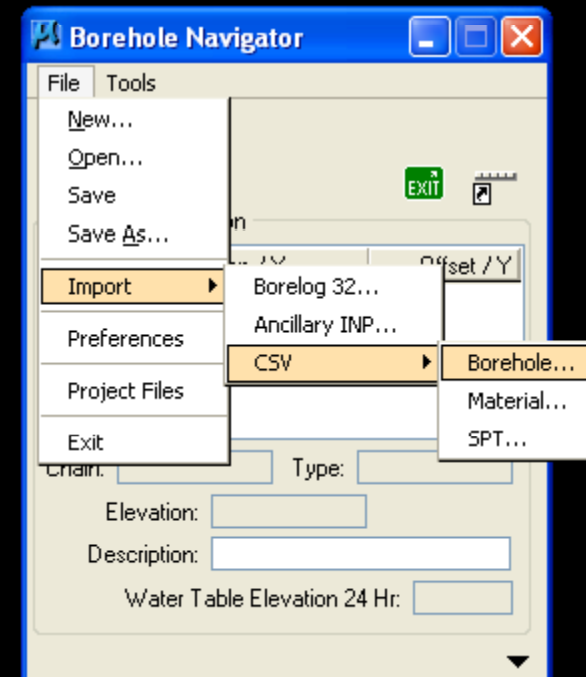 Borehole Navigator
File Tools
New...
Open...
Save
EXIT
Save As...
Offset / Y
Import
Borelog 32...
Ancillary INP...
Preferences
CSV
Borehole...
Project Files
Material...
Exit
SPT...
Chain: Type:
Elevation:
Description:
Water Table Elevation 24 Hr: